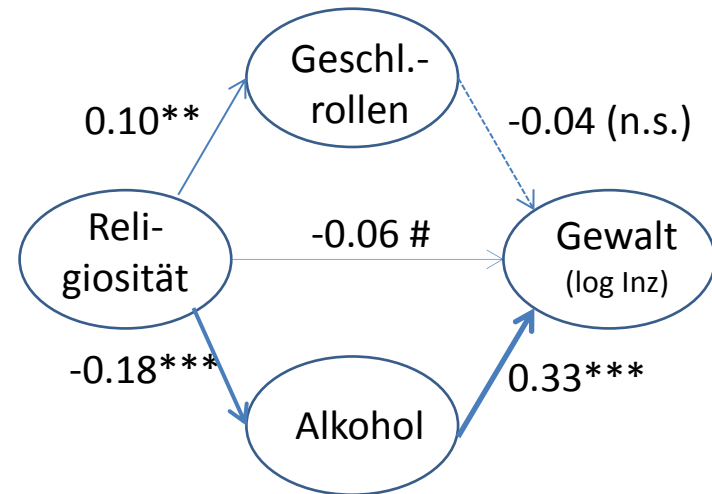 Geschl.-
rollen
0.10**
-0.04 (n.s.)
Reli-
giosität
-0.06 #
Gewalt
(log Inz)
-0.18***
0.33***
Alkohol